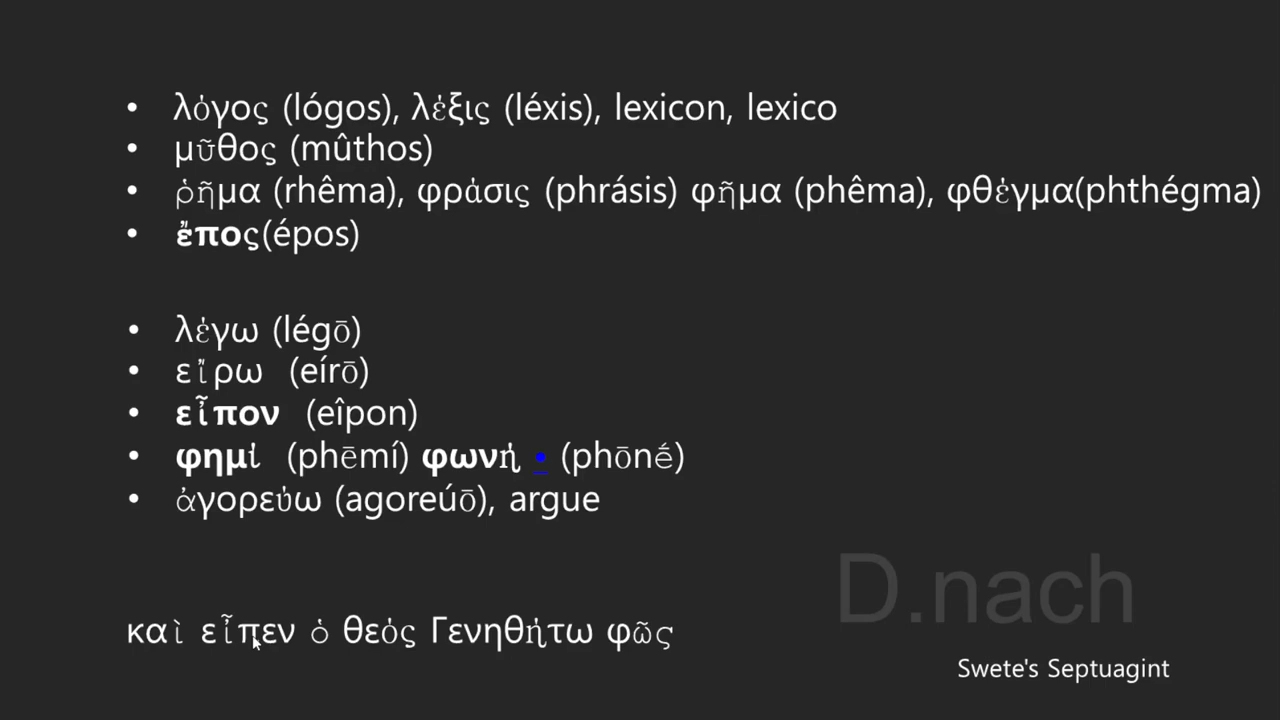 • λόγος (lógos), λέξις (léxis), lexicon, lexico
• μῦθος (mûthos)
• ῥῆμα (rhêma), φράσις (phrásis) φῆμα (phêma), φθέγμα(phthégma)
• ἔπος(épos)
• λέγω (légō)
• εἴρω (eírō)
• εἶπον (eîpon)
• φημί (phēmí) φωνή • (phōnḗ)
• ἀγορεύω (agoreúō), argue
καὶ εἶπεν ὁ θεός Γενηθήτω φῶς
D.nach
Swete's Septuagint